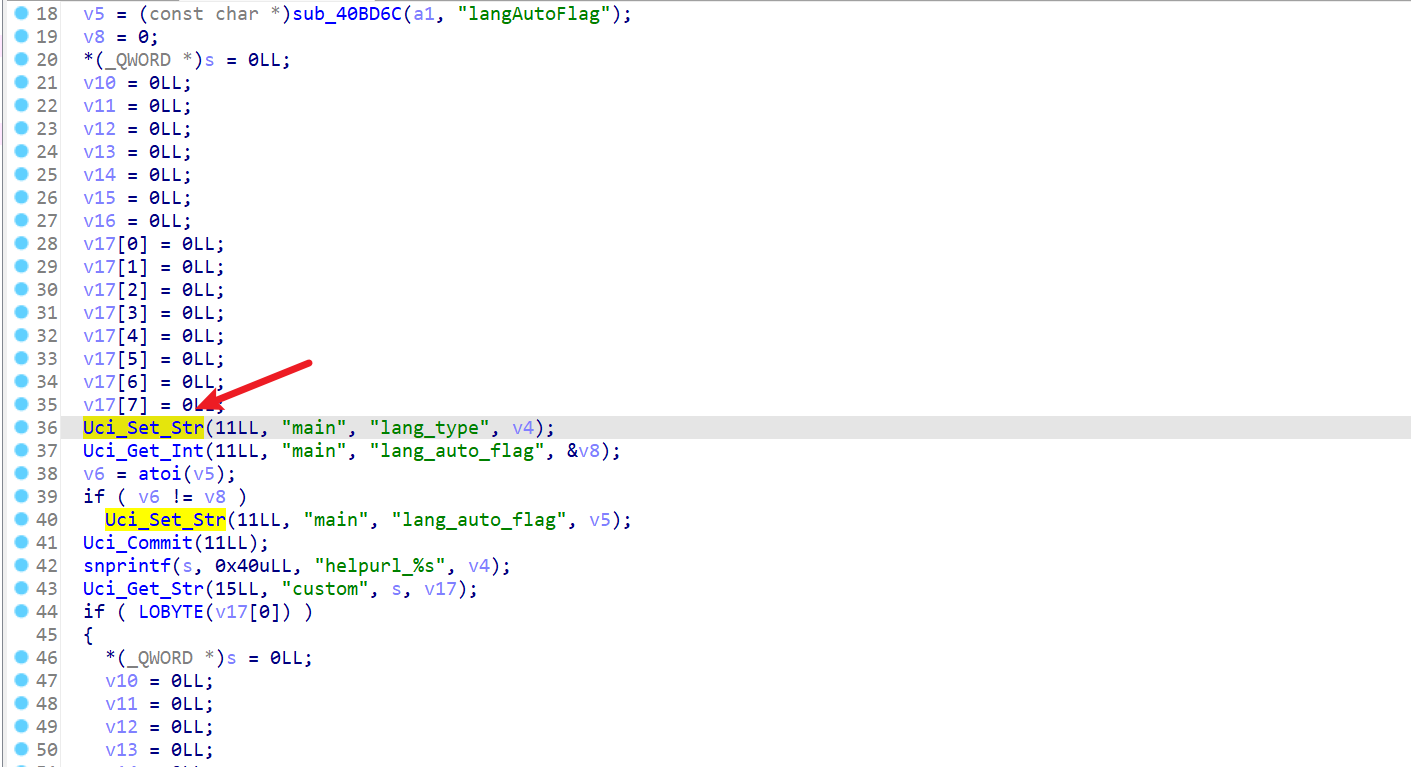 18 v5 = (const char *)sub_40BD6C(a1, "langAutoFlag");
19 v8 = 0;
20 *(_QWORD *)s = 0LL;
21 v10 = 0LL;
22 v11 = 0LL;
23 v12 = 0LL;
24 v13 = 0LL;
25 v14 = 0LL;
26 v15 = 0LL;
27 v16 = 0LL;
28 v17[0] = 0LL;
29 v17[1] = 0LL;
30 v17[2] = 0LL;
31 v17[3] = 0LL;
32 v17[4] = 0LL;
33 v17[5] = 0LL;
34 v17[6] = 0LL;
35 v17[7] = 0LL;
36 Uci_Set_Str(11LL, "main", "lang_type", v4);
37 Uci_Get_Int(11LL, "main", "lang_auto_flag", &v8);
38 v6 = atoi(v5);
39 if ( v6 != v8 )
40 Uci_Set_Str(11LL, "main", "lang_auto_flag", v5);
41 Uci_Commit(11LL);
42 snprintf(s, 0x40uLL, "helpurl_%s", v4);
43 Uci_Get_Str(15LL, "custom", s, v17);
44 if ( LOBYTE(v17[0]) )
45 {
46 *(_QWORD *)s = 0LL;
47 v10 = 0LL;
48 v11 = 0LL;
49 v12 = 0LL;
50 v13 = 0LL;